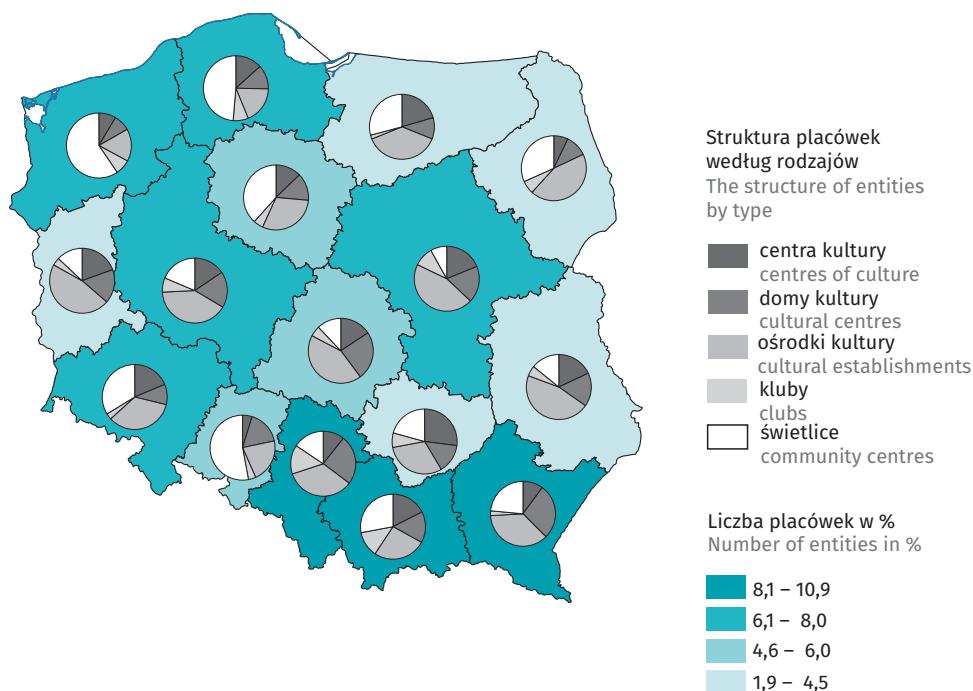 Struktura placówek
według rodzajów
The structure of entities
by type
centra kultury
centres of culture
domy kultury
cultural centres
ośrodki kultury
cultural establishments
kluby
clubs
świetlice
community centres
Liczba placówek w %
Number of entities in %
8,1 – 10,9
6,1 – 8,0
4,6 – 6,0
1,9 – 4,5